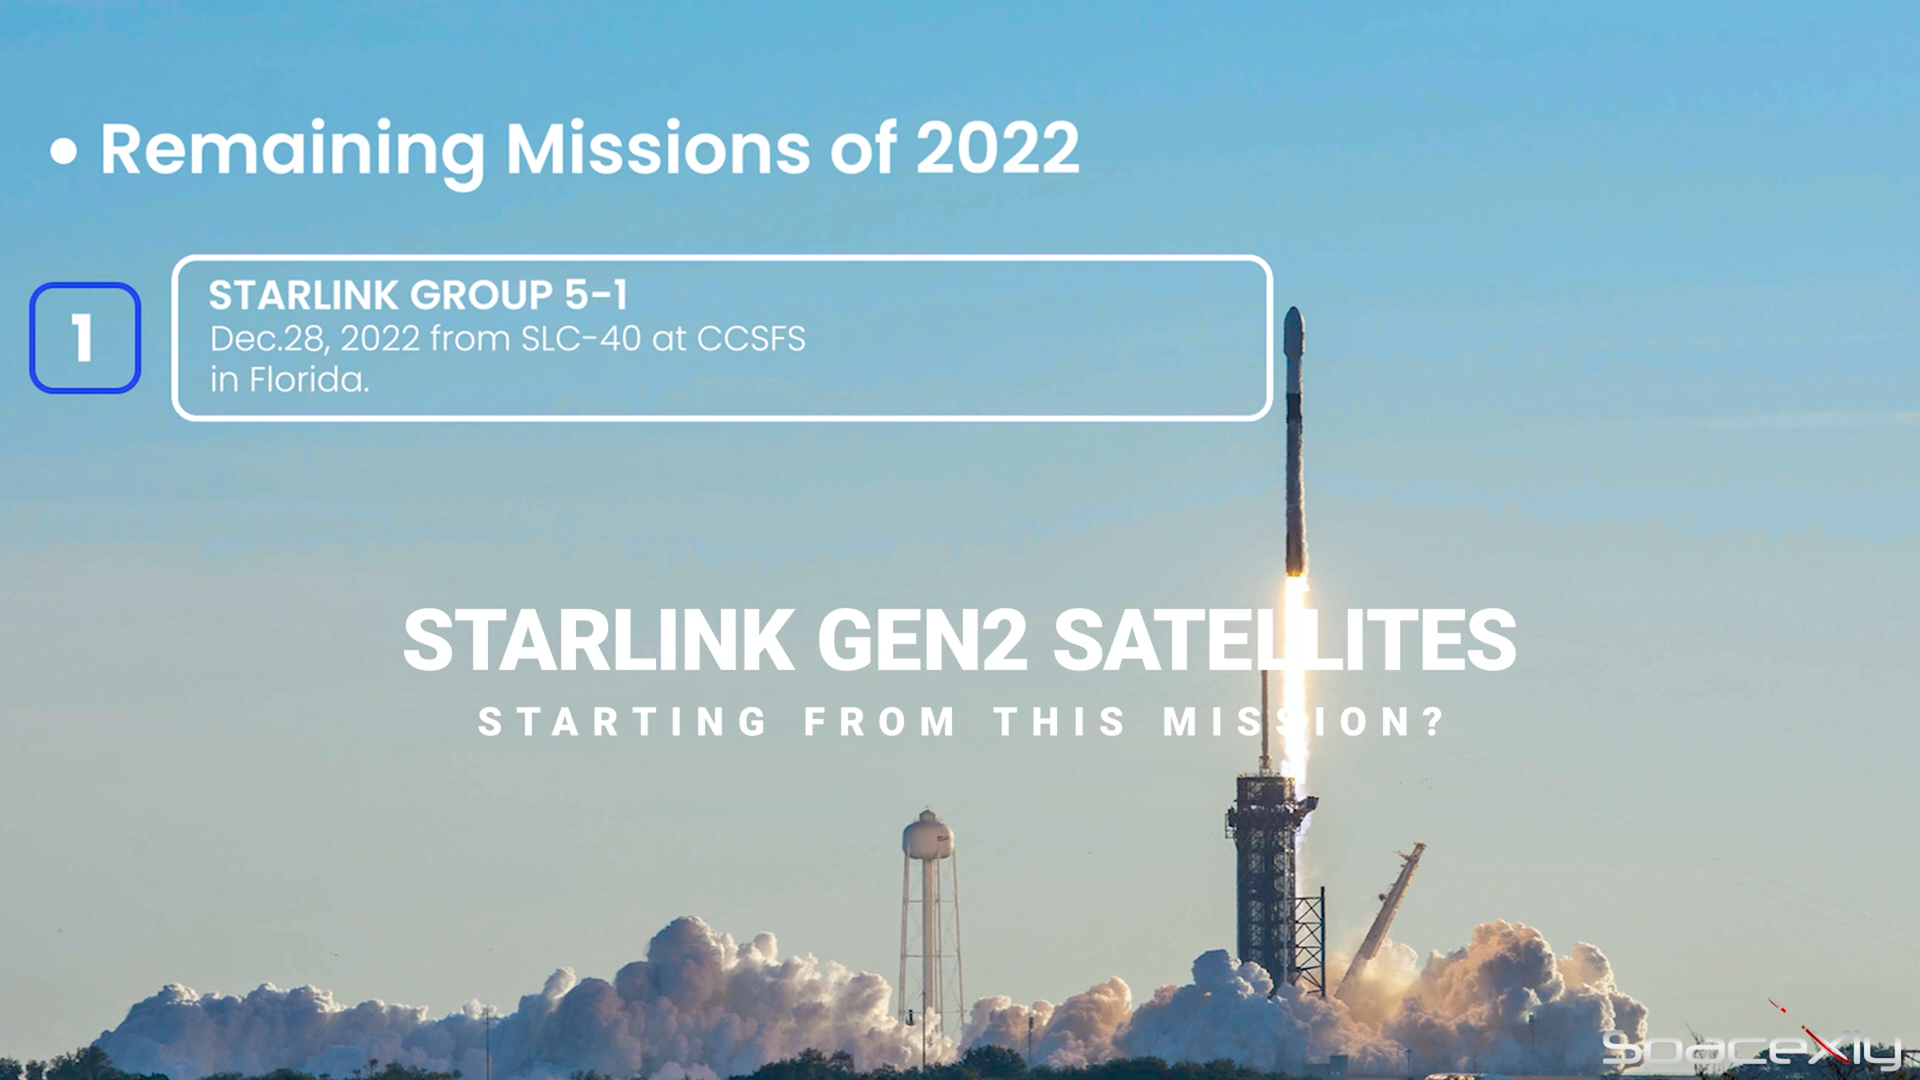 • Remaining Missions of 2022
1
STARLINK GROUP 5-1
Dec.28, 2022 from SLC-40 at CCSFS
in Florida.
STARLINK GEN2 SATELLITES
STARTING FROM THIS MISSION?
SpaceXiy